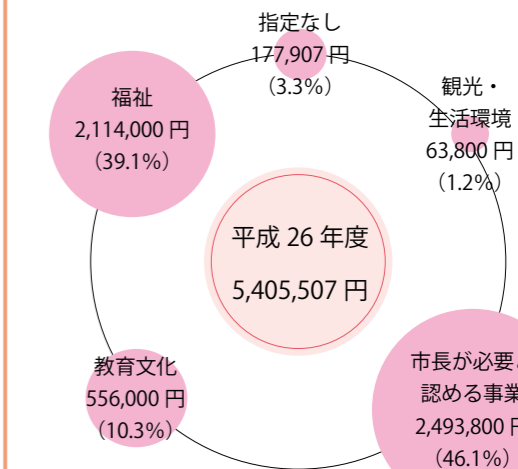 指定なし
177,907 円
（3.3%）
観光・
生活環境
63,800 円
（1.2%）
福祉
2,114,000 円
（39.1%）
平成 26 年度
5,405,507 円
教育文化
556,000 円
（10.3%）
市長が必要
認める事業
2,493,800 円
（46.1%）